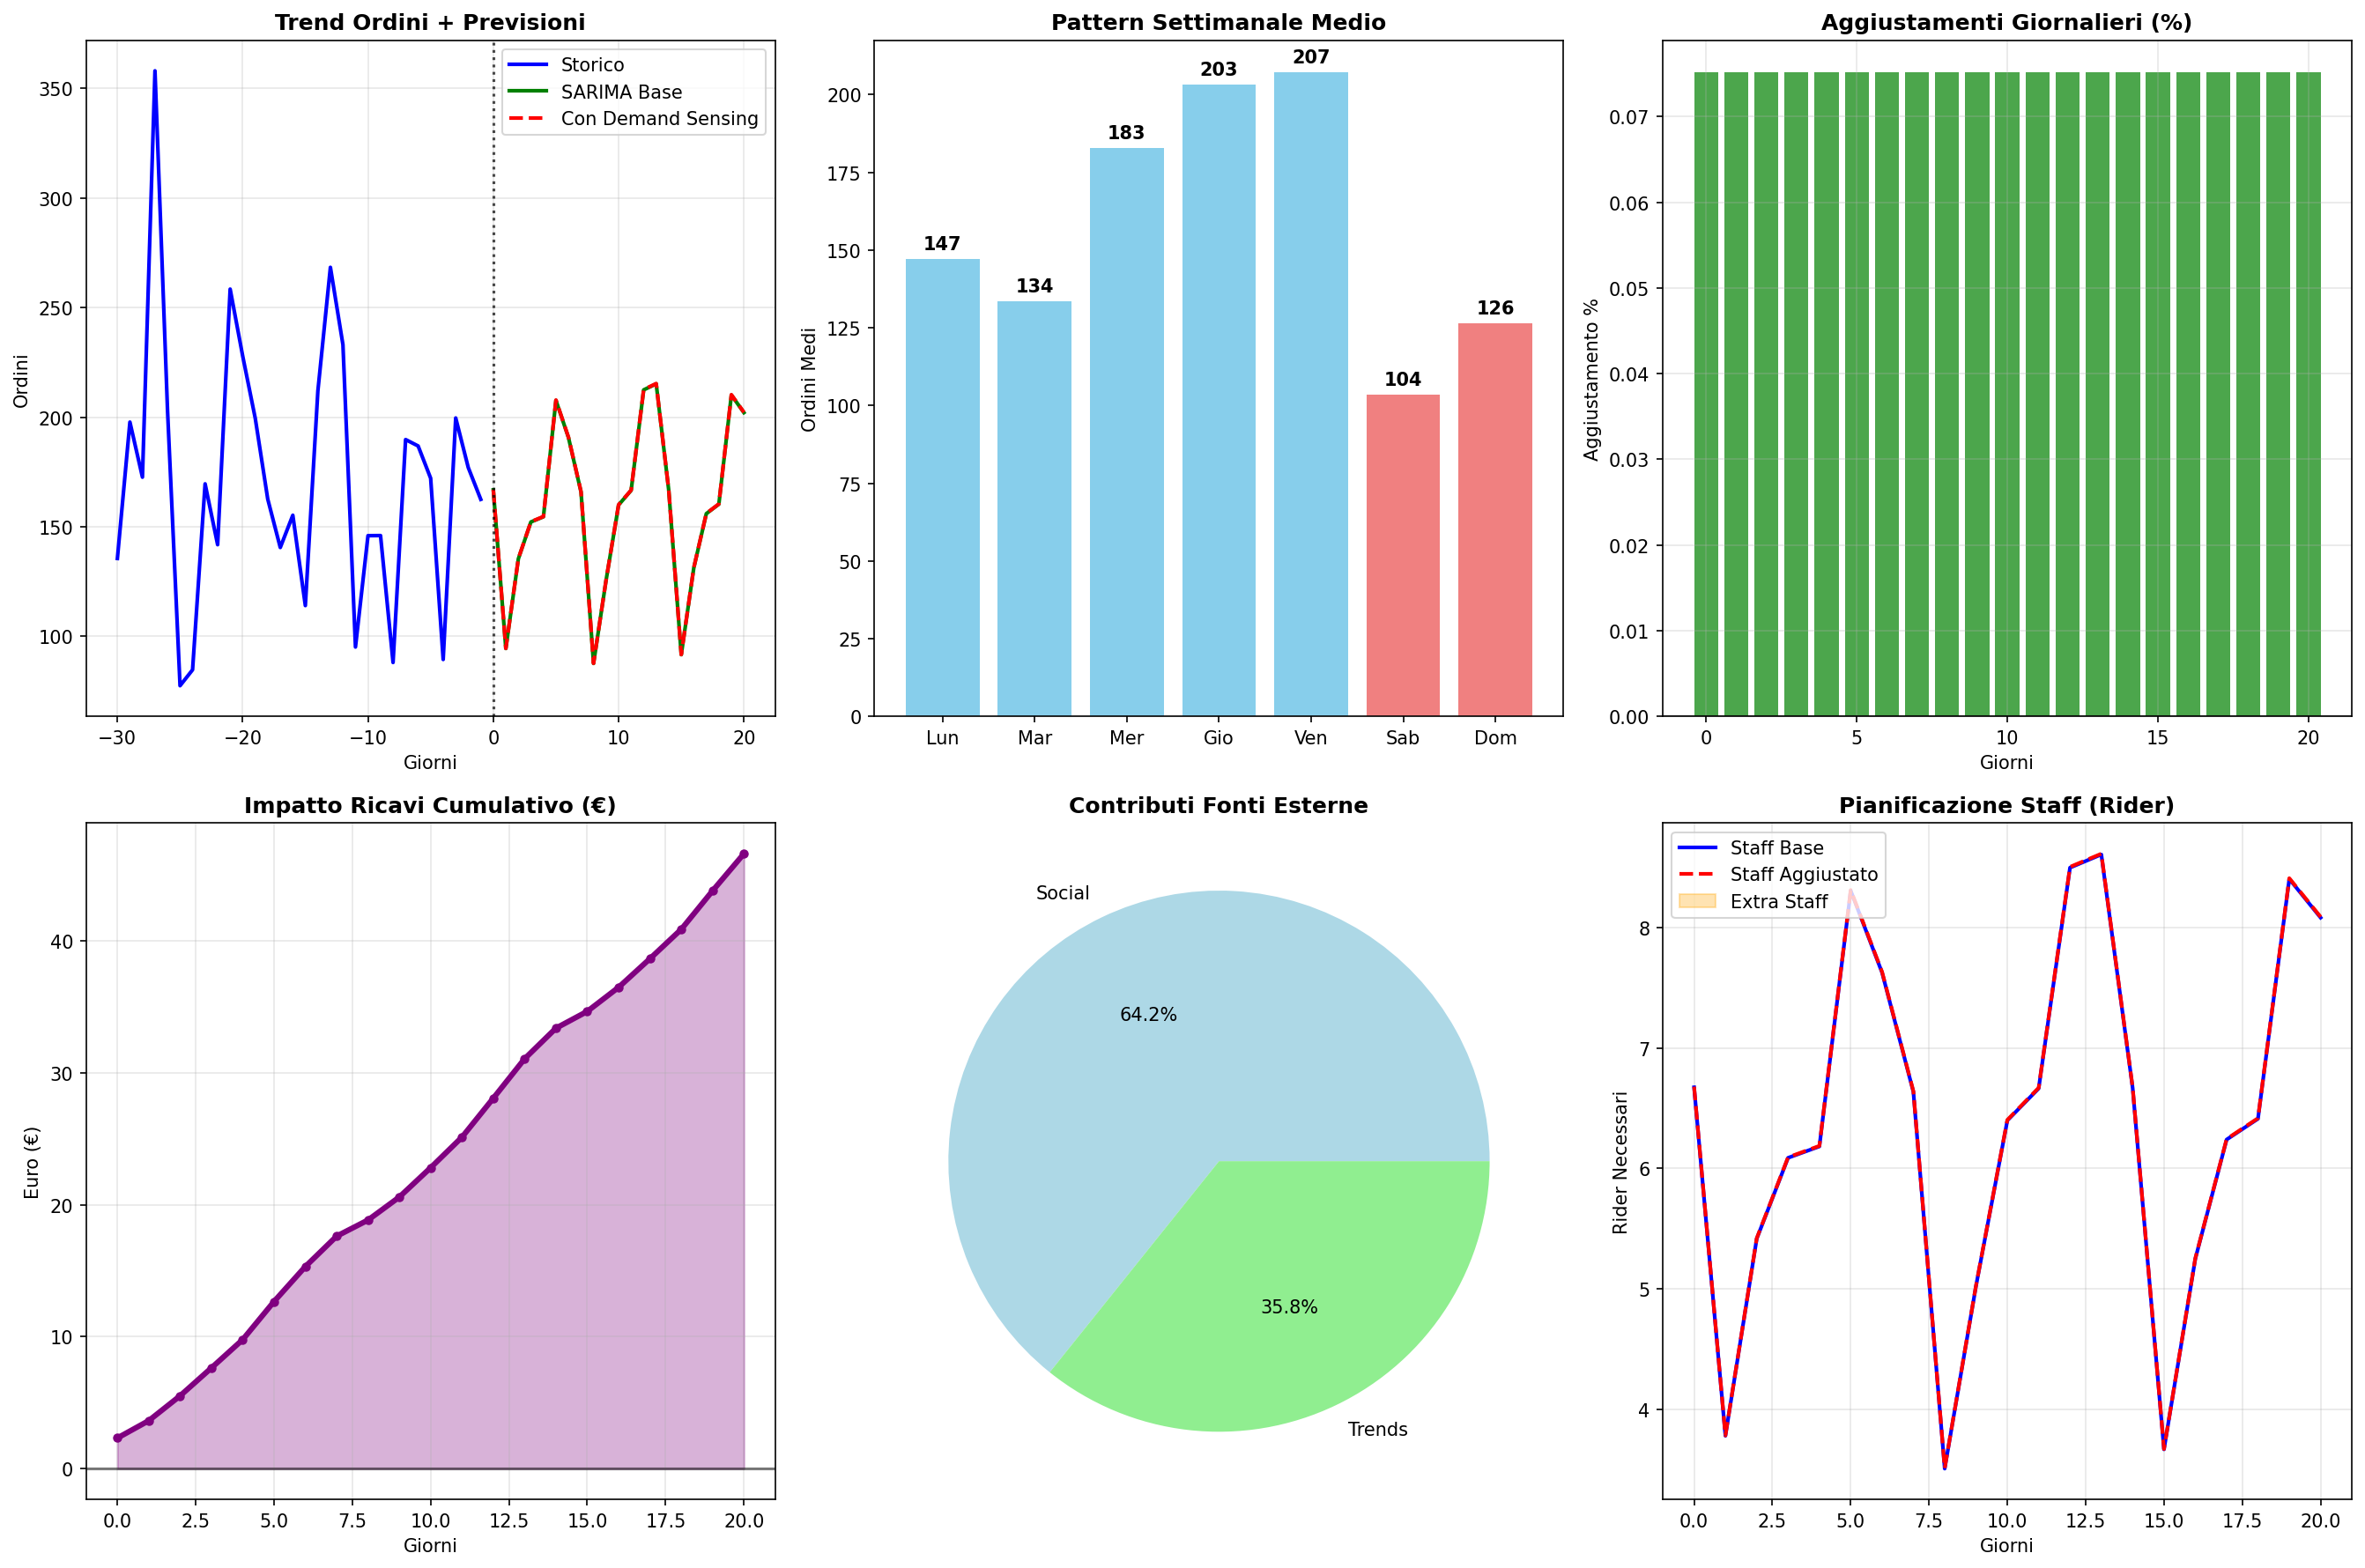 Trend Ordini + Previsioni
Storico
SARIMA Base
Con Demand Sensing
Ordini
350
300
250
200
150
100
−30
−20
−10
0
10
20
Giorni
Pattern Settimanale Medio
Ordini Medi
200
175
150
125
100
75
50
25
0
147
134
183
203
207
104
126
Lun
Mar
Mer
Gio
Ven
Sab
Dom
Aggiustamenti Giornalieri (%)
Aggiustamento %
0.07
0.06
0.05
0.04
0.03
0.02
0.01
0.00
0
5
10
15
20
Giorni
Impatto Ricavi Cumulativo (€)
Euro (€)
40
30
20
10
0
0.0
2.5
5.0
7.5
10.0
12.5
15.0
17.5
20.0
Giorni
Contributi Fonti Esterne
Social
64.2%
35.8%
Trends
Pianificazione Staff (Rider)
Staff Base
Staff Aggiustato
Extra Staff
Rider Necessari
8
7
6
5
4
0.0
2.5
5.0
7.5
10.0
12.5
15.0
17.5
20.0
Giorni